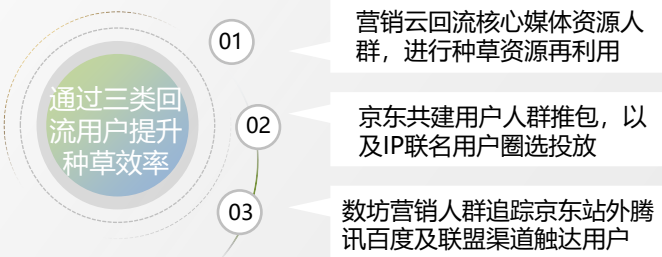 通过三类回
流用户提升
种草效率
01
营销云回流核心媒体资源人
群，进行种草资源再利用
02
京东共建用户人群推包，以
及IP联名用户圈选投放
03
数坊营销人群追踪京东站外腾
讯百度及联盟渠道触达用户